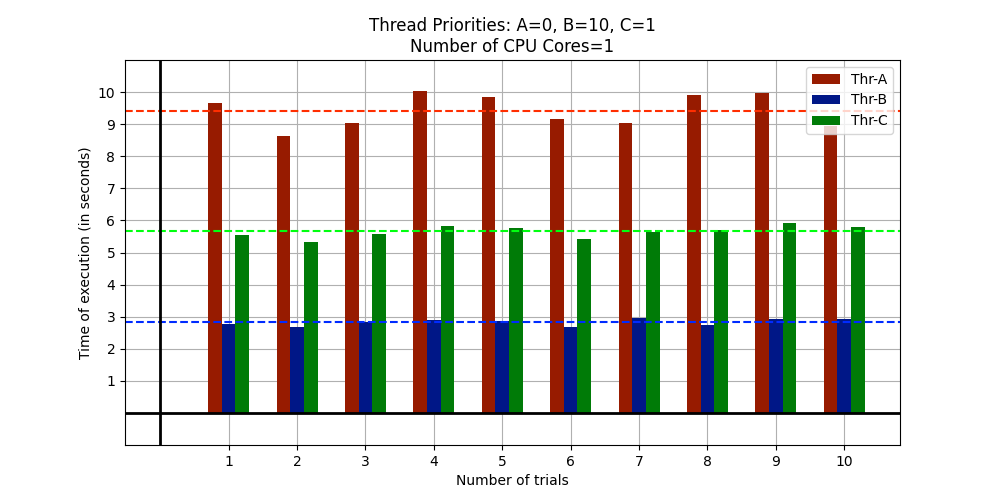 Thread Priorities: A=0, B=10, C=1
Number of CPU Cores=1
Thr-A
Thr-B
Thr-C
Time of execution (in seconds)
10
9
8
7
6
5
4
3
2
1
1 2 3 4 5 6 7 8 9 10
Number of trials